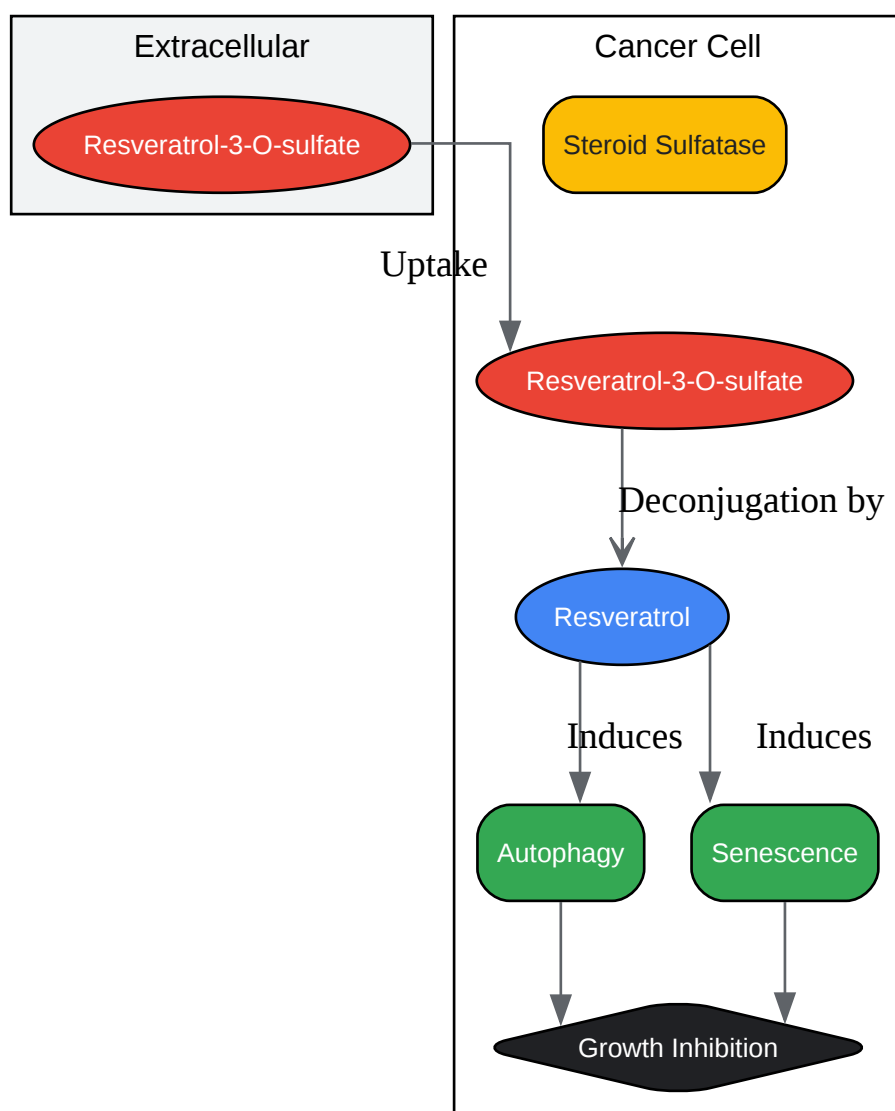 Extracellular
Cancer Cell
Resveratrol-3-O-sulfate
Steroid Sulfatase
Uptake
Resveratrol-3-O-sulfate
Deconjugation by
Resveratrol
Induces
Induces
Autophagy
Senescence
Growth Inhibition